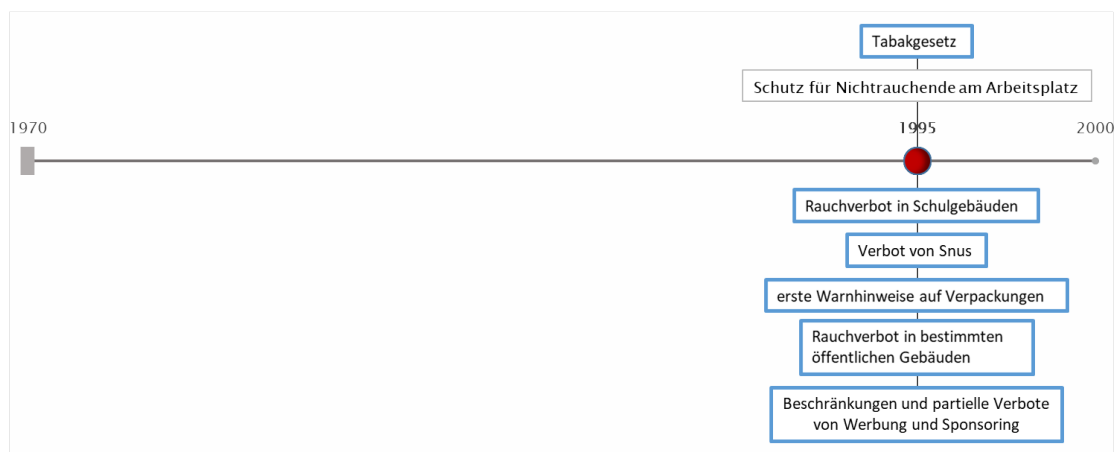 Tabakgesetz
Schutz für Nichtrauchende am Arbeitsplatz
1970
1995
2000
Rauchverbot in Schulgebäuden
Verbot von Snus
erste Warnhinweise auf Verpackungen
Rauchverbot in bestimmten
öffentlichen Gebäuden
Beschränkungen und partielle Verbote
von Werbung und Sponsoring